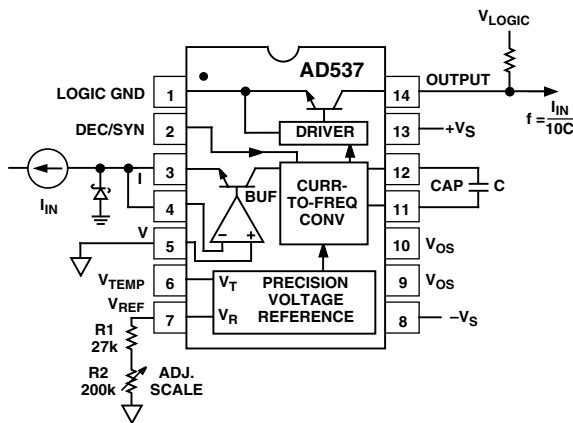 VLOGIC
AD537
LOGIC GND
1
14
OUTPUT
f = IIN
10C
DEC/SYN
2
DRIVER
13
+VS
IIN
I
3
BUF
CURR-
TO-FREQ
CONV
12
CAP
C
4
11
V
5
– +
10
VOS
VTEMP
6
VT
PRECISION
VOLTAGE
REFERENCE
9
VOS
VREF
7
VR
8
–VS
R1
27k
R2
200k
ADJ.
SCALE